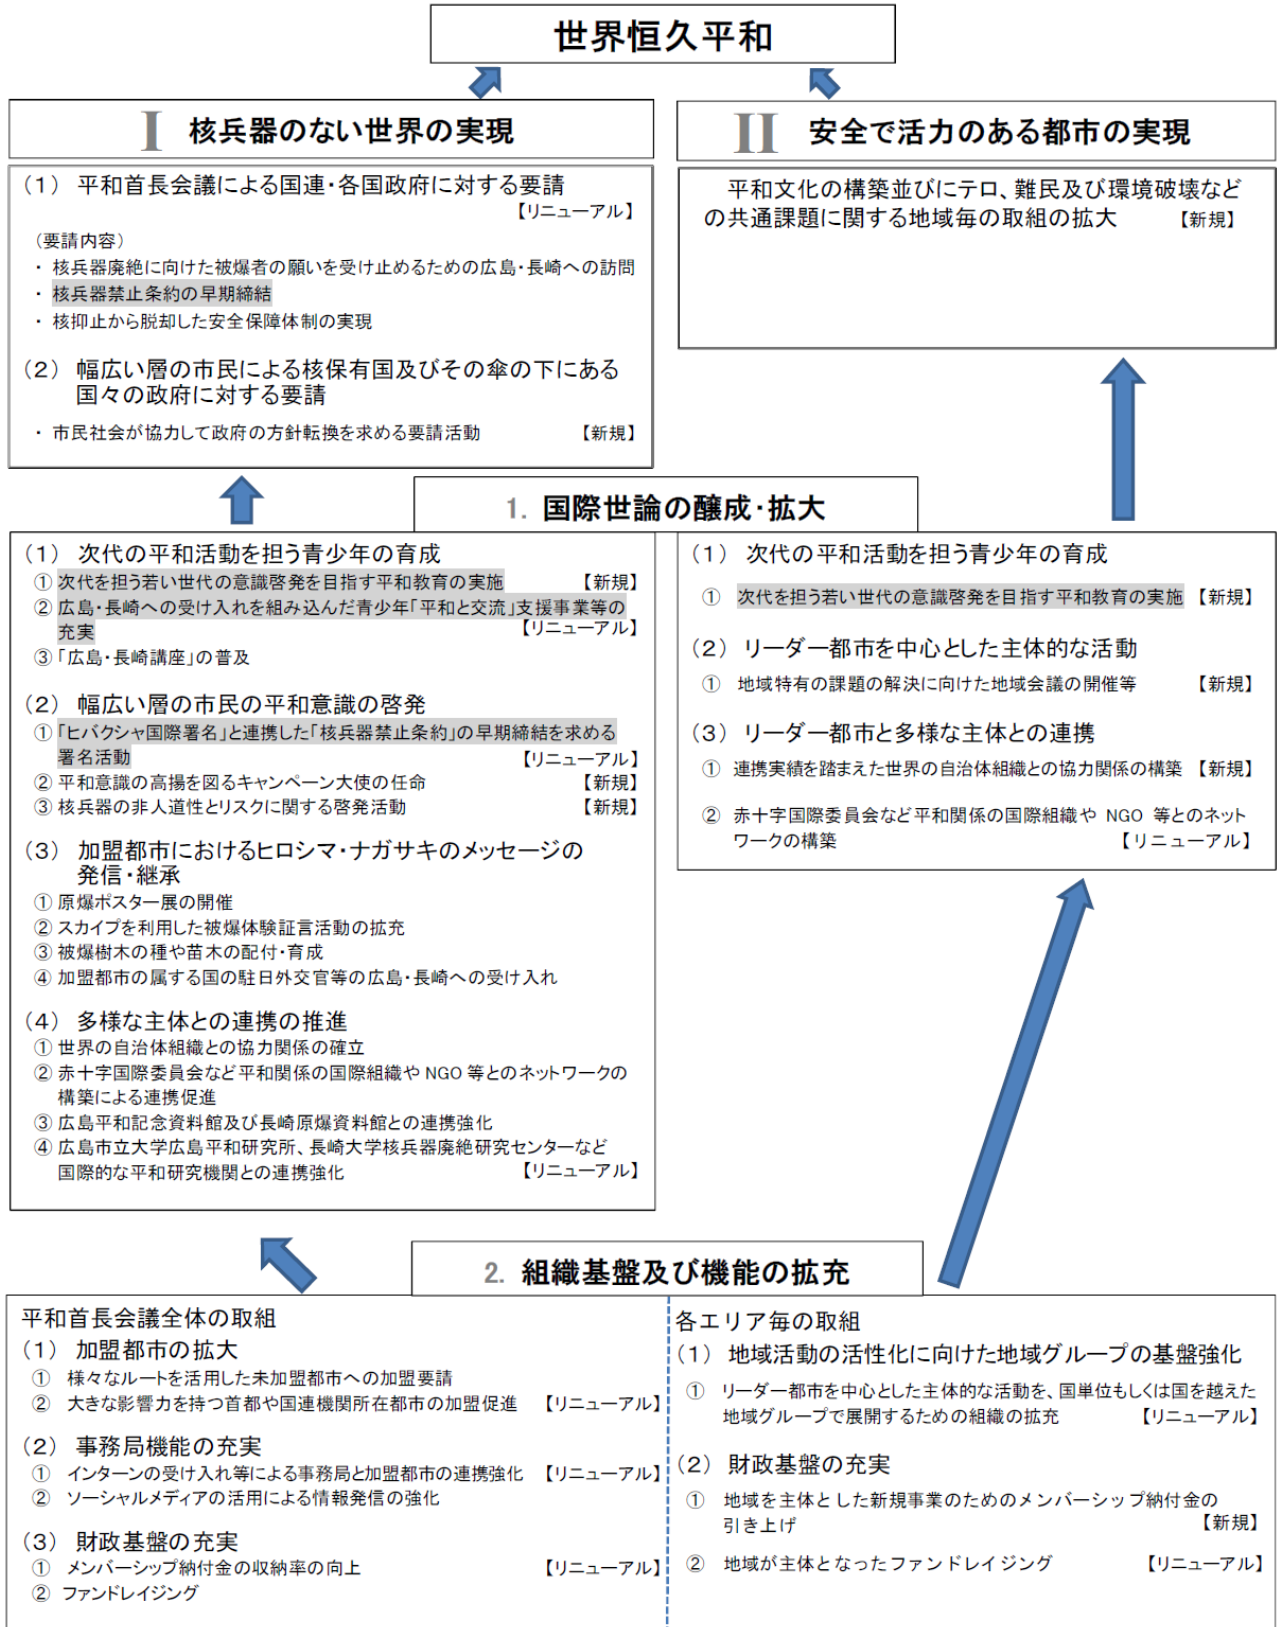 世界恒久平和
I 核兵器のない世界の実現
(1) 平和首長会議による国連・各国政府に対する要請
【リニューアル】
(要請内容)
・ 核兵器廃絶に向けた被爆者の願いを受け止めるための広島・長崎への訪問
・ 核兵器禁止条約の早期締結
・ 核抑止から脱却した安全保障体制の実現
(2) 幅広い層の市民による核保有国及びその傘の下にある
国々の政府に対する要請
・ 市民社会が協力して政府の方針転換を求める要請活動 【新規】
II 安全で活力のある都市の実現
平和文化の構築並びにテロ、難民及び環境破壊など
の共通課題に関する地域毎の取組の拡大 【新規】
1. 国際世論の醸成・拡大
(1) 次代の平和活動を担う青少年の育成
① 次代を担う若い世代の意識啓発を目指す平和教育の実施 【新規】
② 広島・長崎への受け入れを組み込んだ青少年「平和と交流」支援事業等の
充実 【リニューアル】
③「広島・長崎講座」の普及
(2) 幅広い層の市民の平和意識の啓発
①「ヒバクシャ国際署名」と連携した「核兵器禁止条約」の早期締結を求める
署名活動 【リニューアル】
② 平和意識の高揚を図るキャンペーン大使の任命 【新規】
③ 核兵器の非人道性とリスクに関する啓発活動 【新規】
(3) 加盟都市におけるヒロシマ・ナガサキのメッセージの
発信・継承
① 原爆ポスター展の開催
② スカイプを利用した被爆体験証言活動の拡充
③ 被爆樹木の種や苗木の配付・育成
④ 加盟都市の属する国の駐日外交官等の広島・長崎への受け入れ
(4) 多様な主体との連携の推進
① 世界の自治体組織との協力関係の確立
② 赤十字国際委員会など平和関係の国際組織や NGO 等とのネットワークの
構築による連携促進
③ 広島平和記念資料館及び長崎原爆資料館との連携強化
④ 広島市立大学広島平和研究所、長崎大学核兵器廃絶研究センターなど
国際的な平和研究機関との連携強化 【リニューアル】
(1) 次代の平和活動を担う青少年の育成
① 次代を担う若い世代の意識啓発を目指す平和教育の実施 【新規】
(2) リーダー都市を中心とした主体的な活動
① 地域特有の課題の解決に向けた地域会議の開催等 【新規】
(3) リーダー都市と多様な主体との連携
① 連携実績を踏まえた世界の自治体組織との協力関係の構築 【新規】
② 赤十字国際委員会など平和関係の国際組織や NGO 等とのネット
ワークの構築 【リニューアル】
2. 組織基盤及び機能の拡充
平和首長会議全体の取組
(1) 加盟都市の拡大
① 様々なルートを活用した未加盟都市への加盟要請
② 大きな影響力を持つ首都や国連機関所在都市の加盟促進 【リニューアル】
(2) 事務局機能の充実
① インターンの受け入れ等による事務局と加盟都市の連携強化 【リニューアル】
② ソーシャルメディアの活用による情報発信の強化
(3) 財政基盤の充実
① メンバーシップ納付金の収納率の向上 【リニューアル】
② ファンドレイジング
各エリア毎の取組
(1) 地域活動の活性化に向けた地域グループの基盤強化
① リーダー都市を中心とした主体的な活動を、国単位もしくは国を越えた
地域グループで展開するための組織の拡充 【リニューアル】
(2) 財政基盤の充実
① 地域を主体とした新規事業のためのメンバーシップ納付金の
引き上げ 【新規】
② 地域が主体となったファンドレイジング 【リニューアル】